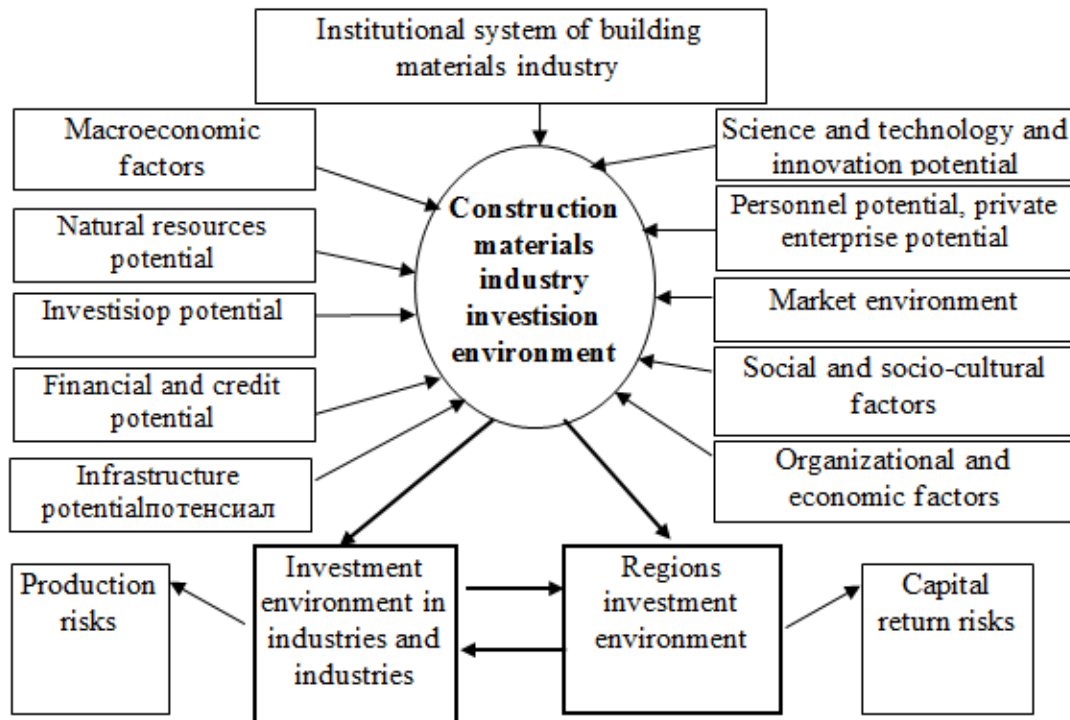 Institutional system of building
materials industry
Macroeconomic
factors
Natural resources
potential
Investisiop potential
Financial and credit
potential
Infrastructure
potentialпотенсиал
Construction
materials
industry
investision
environment
Science and technology and
innovation potential
Personnel potential, private
enterprise potential
Market environment
Social and socio-cultural
factors
Organizational and
economic factors
Production
risks
Investment
environment in
industries and
industries
Regions
investment
environment
Capital
return risks